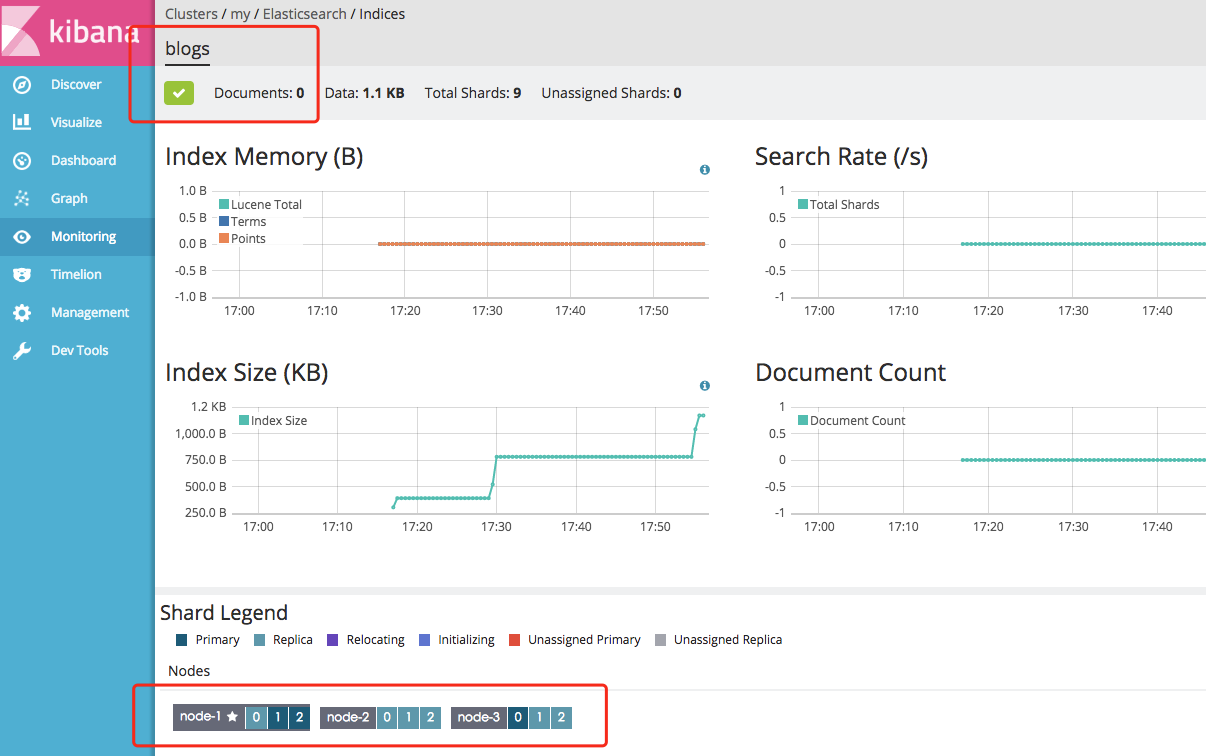 kibana
Discover
Visualize
Dashboard
Graph
Monitoring
Timelion
Management
Dev Tools
Clusters / my / Elasticsearch / Indices
blogs
Documents: 0 Data: 1.1 KB Total Shards: 9 Unassigned Shards: 0
Index Memory (B)
1.0 B
0.5 B
0.0 B
-0.5 B
-1.0 B
Lucene Total
Terms
Points
17:00 17:10 17:20 17:30 17:40 17:50
Search Rate (/s)
1
0.5
0
-0.5
-1
Total Shards
17:00 17:10 17:20 17:30 17:40
Index Size (KB)
1.2 KB
1,000.0 B
750.0 B
500.0 B
250.0 B
Index Size
17:00 17:10 17:20 17:30 17:40 17:50
Document Count
1
0.5
0
-0.5
-1
Document Count
17:00 17:10 17:20 17:30 17:40
Shard Legend
Primary Replica Relocating Initializing Unassigned Primary Unassigned Replica
Nodes
node-1 ★ 0 1 2 node-2 0 1 2 node-3 0 1 2